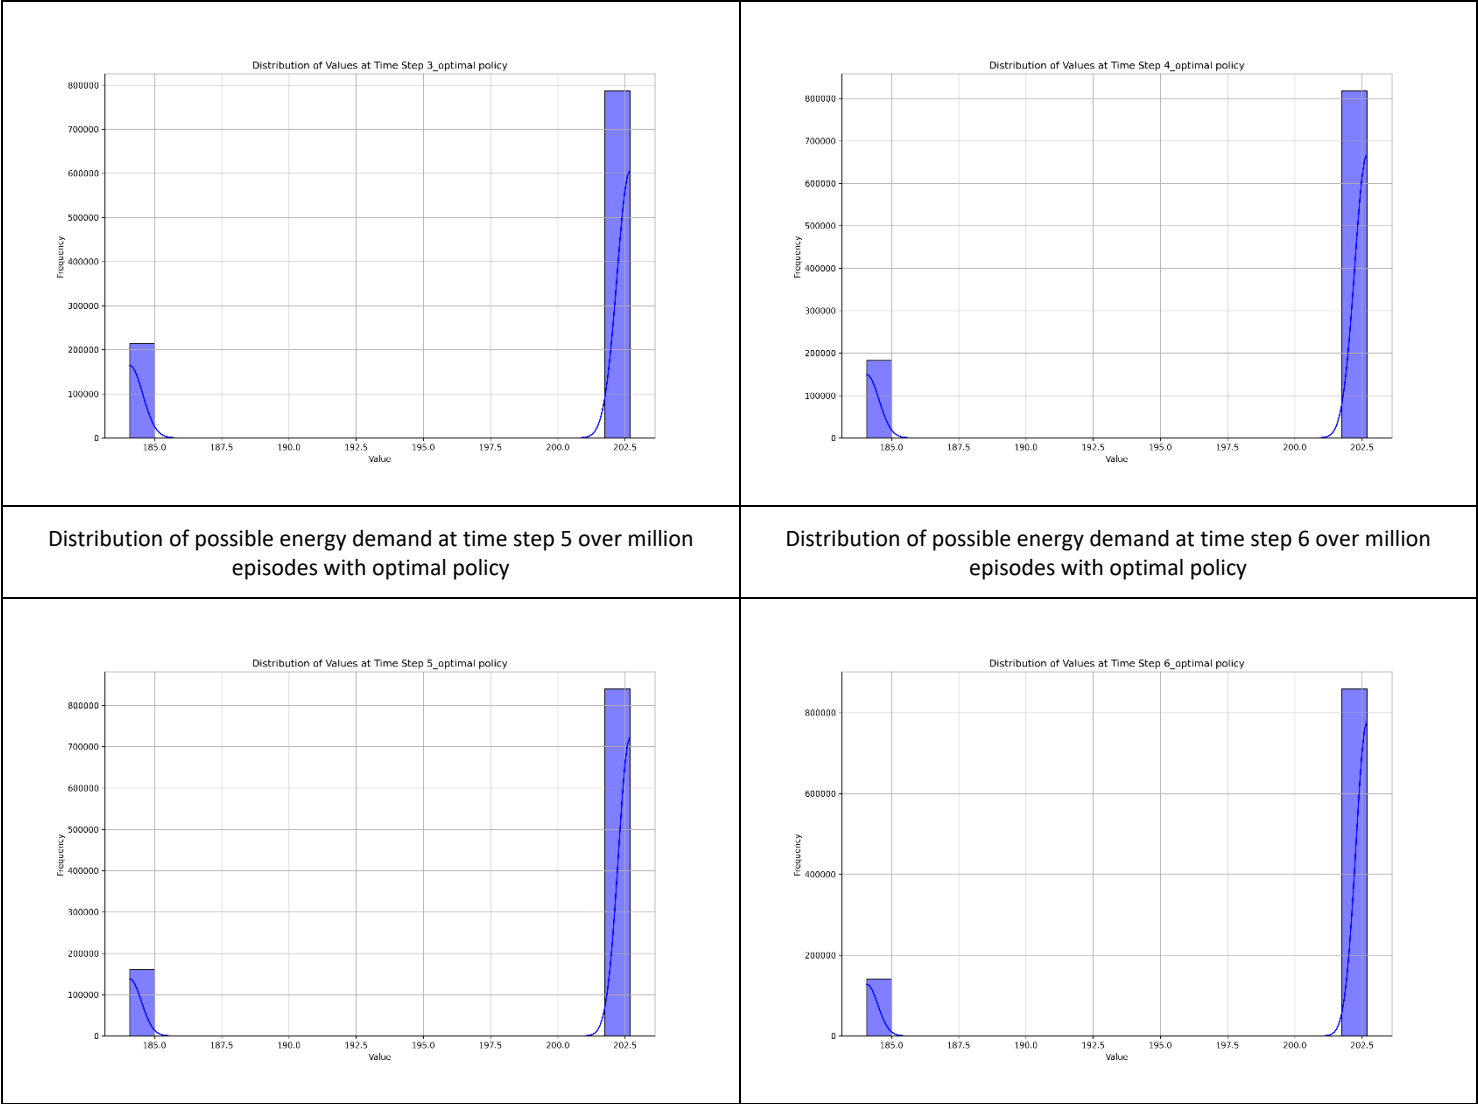 Distribution of Values at Time Step 3_optimal policy
800000
700000
600000
500000
400000
300000
200000
100000
0
Frequency
185.0 187.5 190.0 192.5 195.0 197.5 200.0 202.5
Value
Distribution of Values at Time Step 4_optimal policy
800000
700000
600000
500000
400000
300000
200000
100000
0
Frequency
185.0 187.5 190.0 192.5 195.0 197.5 200.0 202.5
Value
Distribution of possible energy demand at time step 5 over million
episodes with optimal policy
Distribution of possible energy demand at time step 6 over million
episodes with optimal policy
Distribution of Values at Time Step 5_optimal policy
800000
700000
600000
500000
400000
300000
200000
100000
0
Frequency
185.0 187.5 190.0 192.5 195.0 197.5 200.0 202.5
Value
Distribution of Values at Time Step 6_optimal policy
800000
600000
400000
200000
0
Frequency
185.0 187.5 190.0 192.5 195.0 197.5 200.0 202.5
Value